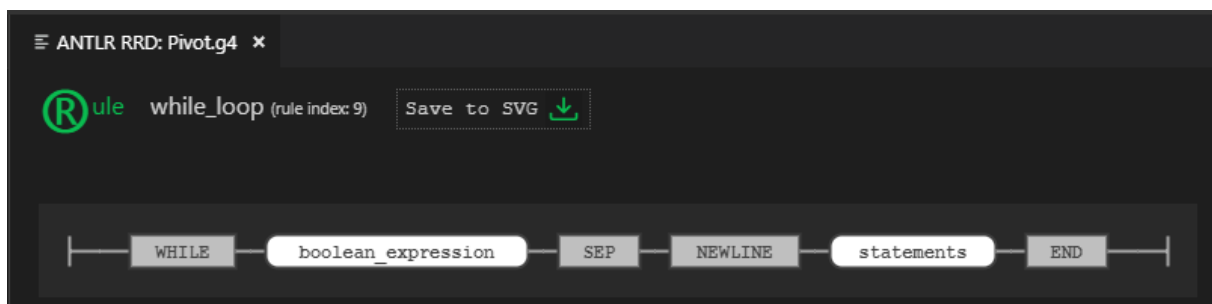 ANTLR RRD: Pivot.g4 ×
Rule while_loop (rule index: 9) Save to SVG
WHILE boolean_expression SEP NEWLINE statements END